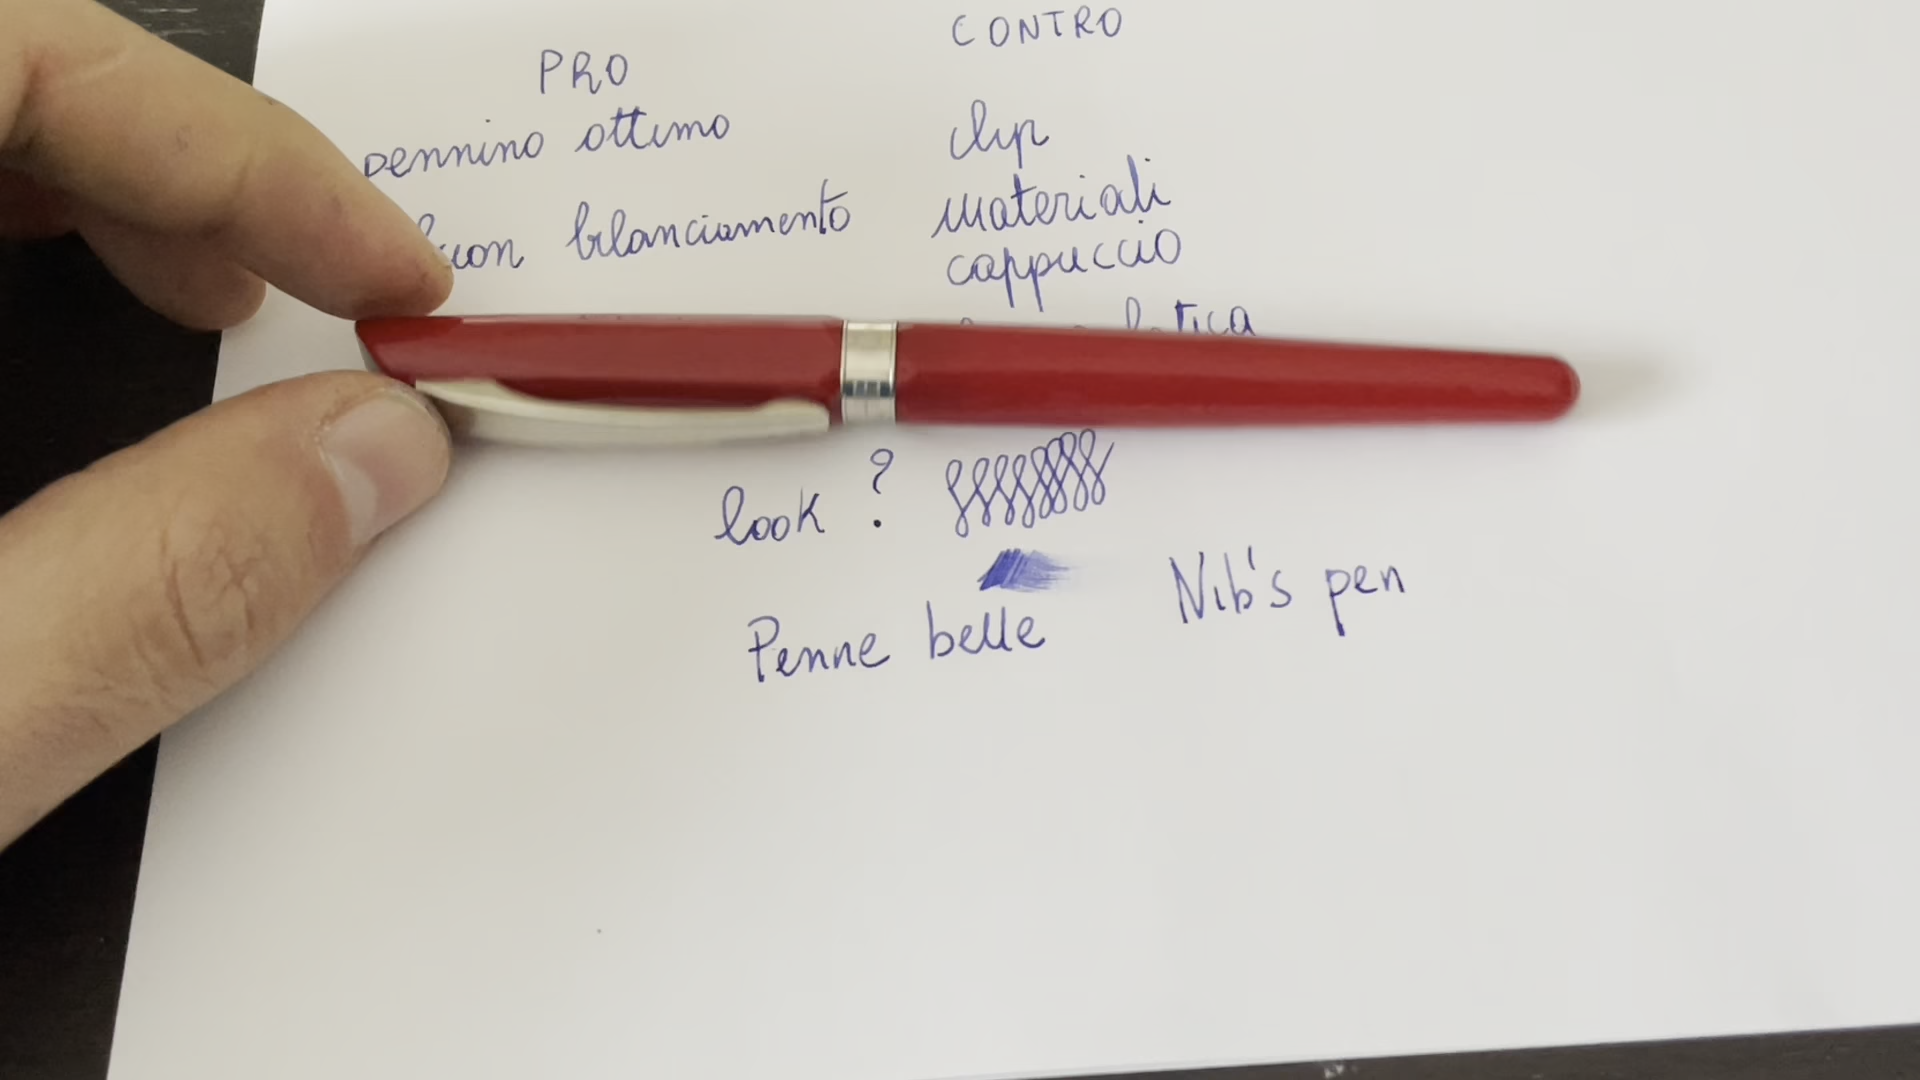 PRO
pennino ottimo
buon bilanciamento
CONTRO
clip
materiali
cappuccio
look ?
Penne belle
Nib's pen